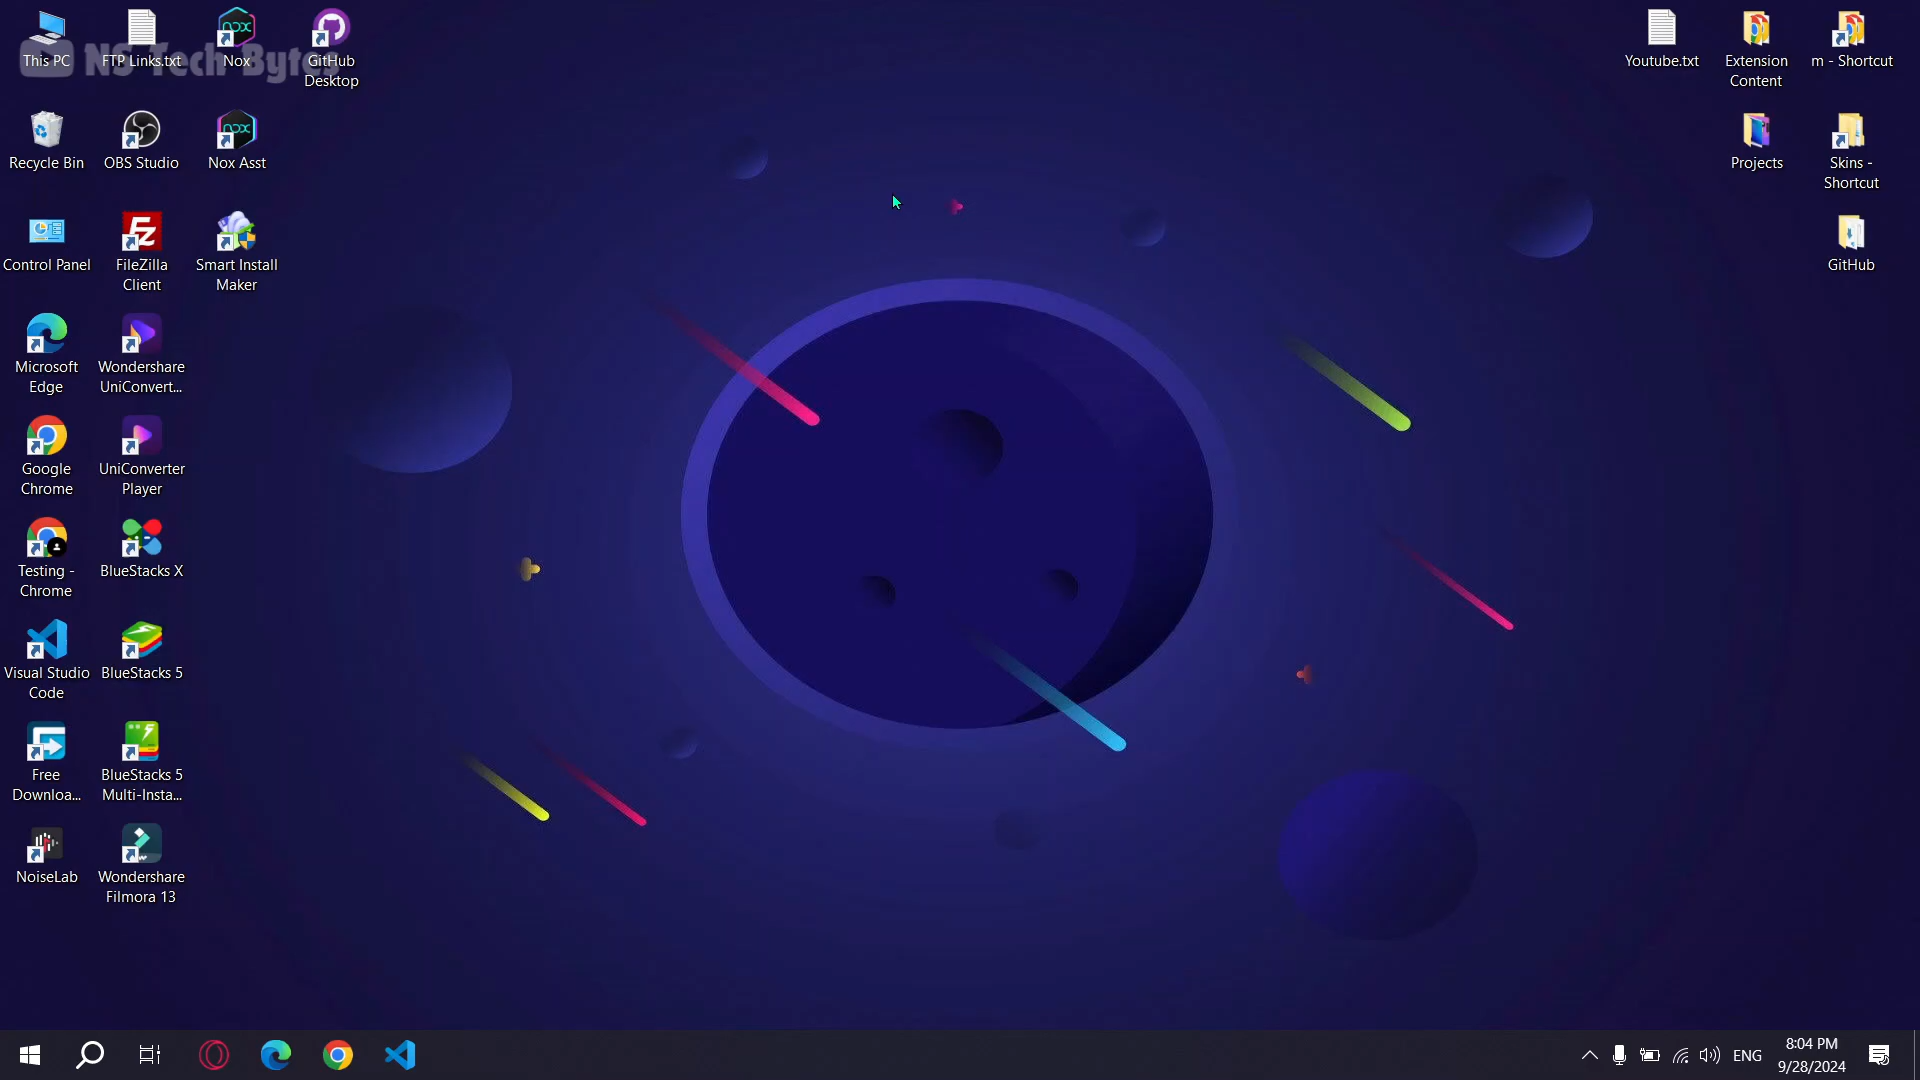 NS Tech Bytes
This PC
FTP Links.txt
Nox
GitHub
Desktop
Recycle Bin
OBS Studio
Nox Asst
Control Panel
FileZilla
Client
Smart Install
Maker
Microsoft
Edge
Wondershare
UniConvert...
Google
Chrome
UniConverter
Player
Testing -
Chrome
BlueStacks X
Visual Studio
Code
BlueStacks 5
Free
Downloa...
BlueStacks 5
Multi-Insta...
NoiseLab
Wondershare
Filmora 13
Youtube.txt
Extension
Content
m - Shortcut
Projects
Skins -
Shortcut
GitHub
ENG
8:04 PM
9/28/2024